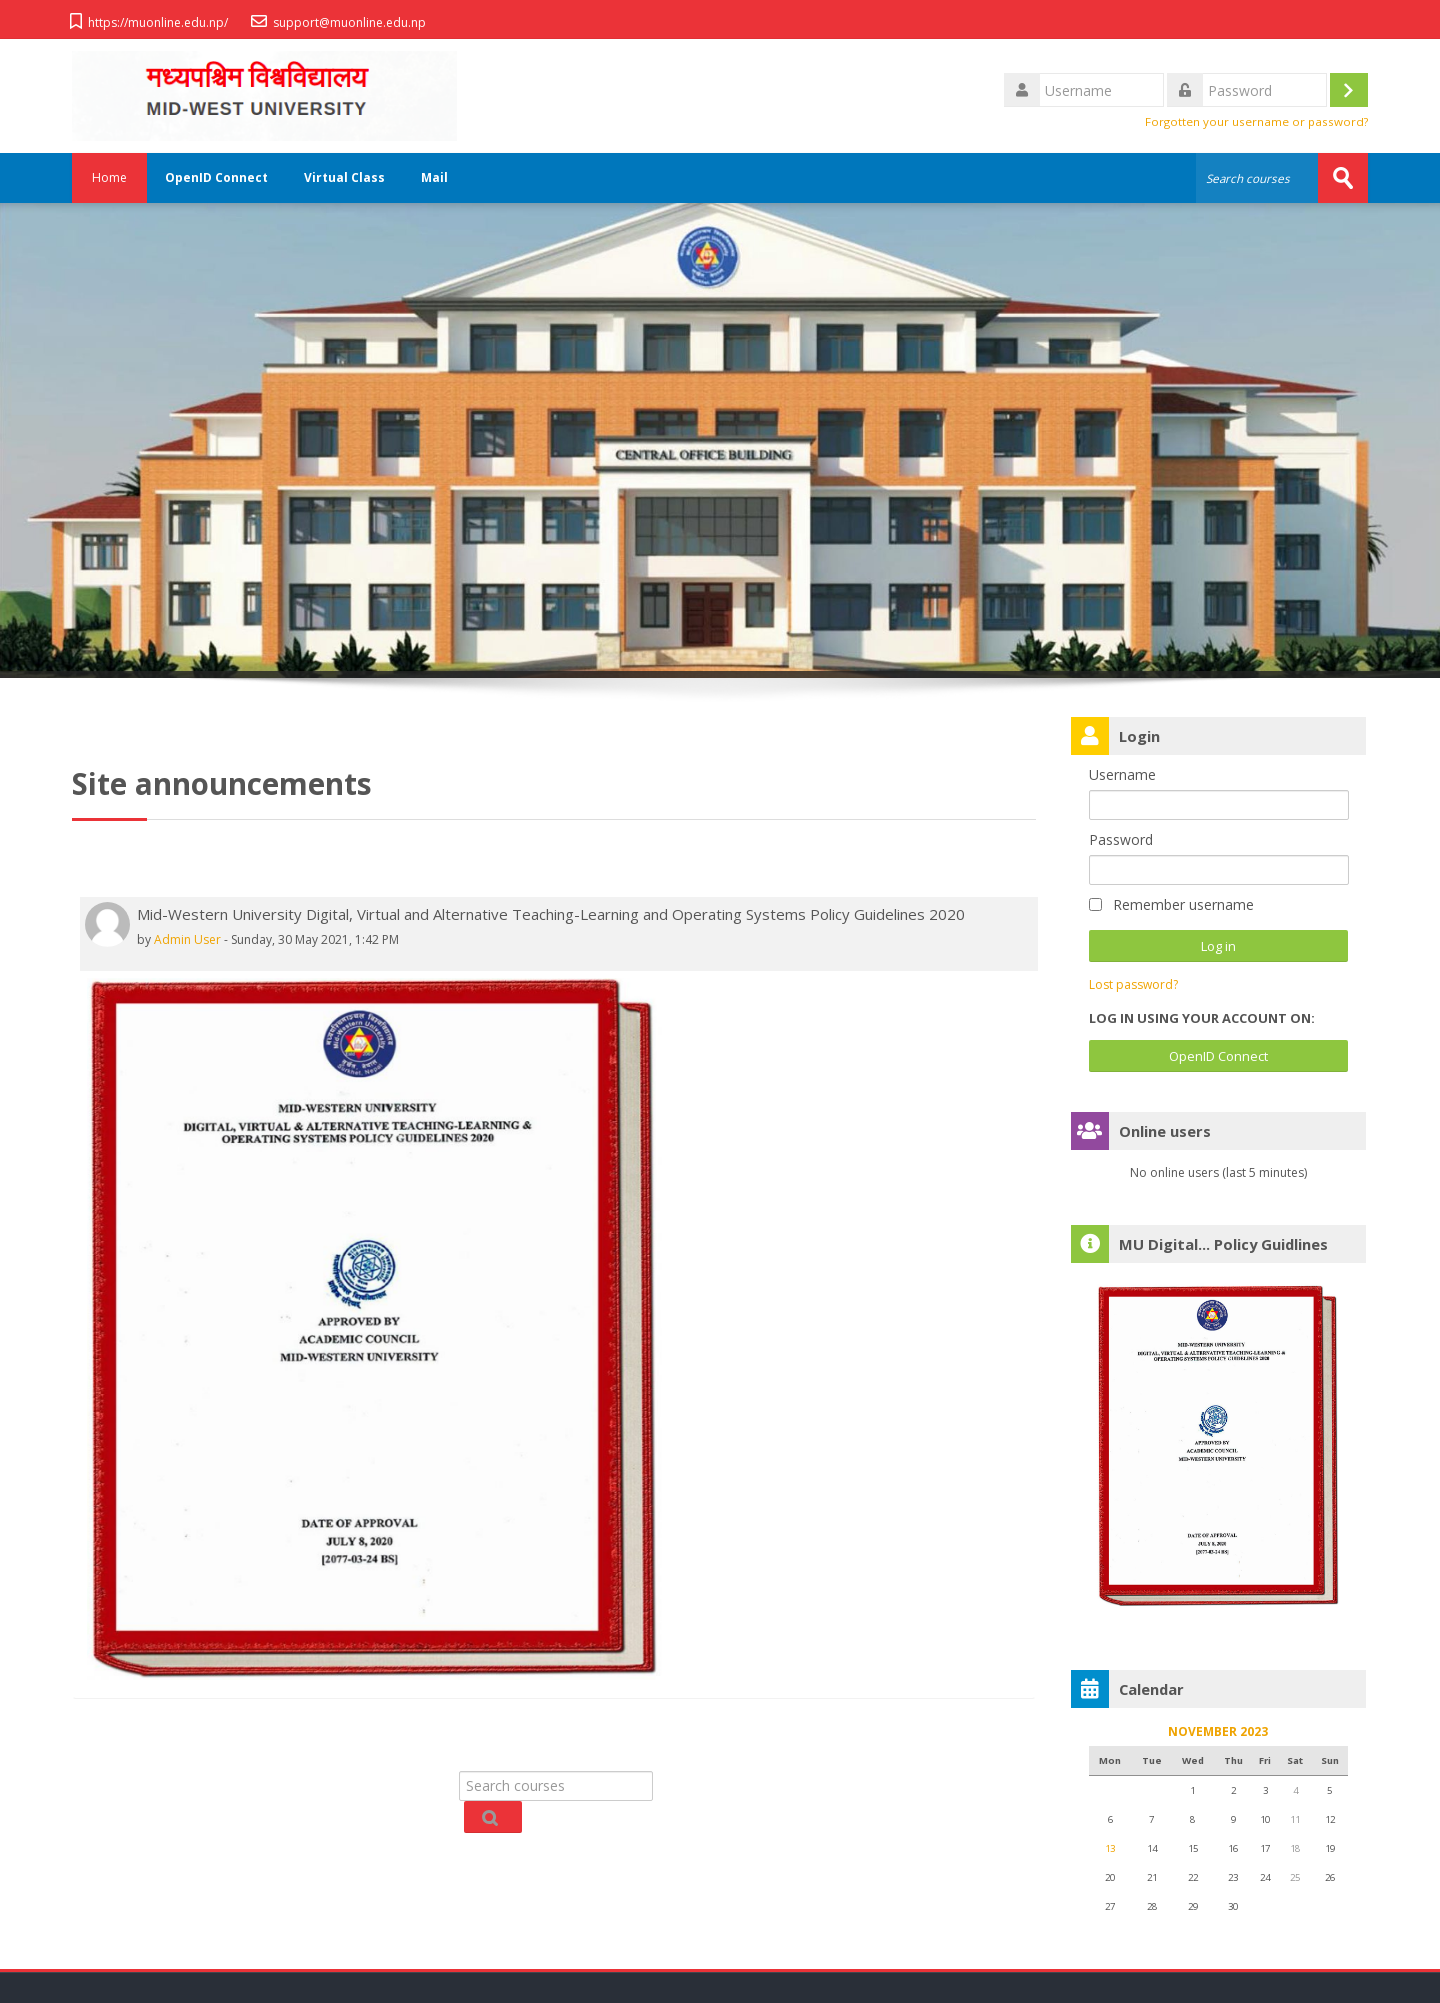 https://muonline.edu.np/ support@muonline.edu.np
मध्यपश्चिम विश्वविद्यालय
MID-WEST UNIVERSITY
Username Password
Forgotten your username or password?
Home OpenID Connect Virtual Class Mail Search courses
CENTRAL OFFICE BUILDING
Site announcements
Mid-Western University Digital, Virtual and Alternative Teaching-Learning and Operating Systems Policy Guidelines 2020
by Admin User - Sunday, 30 May 2021, 1:42 PM
MID-WESTERN UNIVERSITY
DIGITAL, VIRTUAL & ALTERNATIVE TEACHING-LEARNING &
OPERATING SYSTEMS POLICY GUIDELINES 2020
APPROVED BY
ACADEMIC COUNCIL
MID-WESTERN UNIVERSITY
DATE OF APPROVAL
JULY 8, 2020
[2077-03-24 BS]
Search courses
Login
Username
Password
Remember username
Log in
Lost password?
LOG IN USING YOUR ACCOUNT ON:
OpenID Connect
Online users
No online users (last 5 minutes)
MU Digital... Policy Guidlines
MID-WESTERN UNIVERSITY
DIGITAL, VIRTUAL & ALTERNATIVE TEACHING-LEARNING &
OPERATING SYSTEMS POLICY GUIDELINES 2020
APPROVED BY
ACADEMIC COUNCIL
MID-WESTERN UNIVERSITY
DATE OF APPROVAL
JULY 8, 2020
[2077-03-24 BS]
Calendar
NOVEMBER 2023
Mon Tue Wed Thu Fri Sat Sun
1 2 3 4 5
6 7 8 9 10 11 12
13 14 15 16 17 18 19
20 21 22 23 24 25 26
27 28 29 30